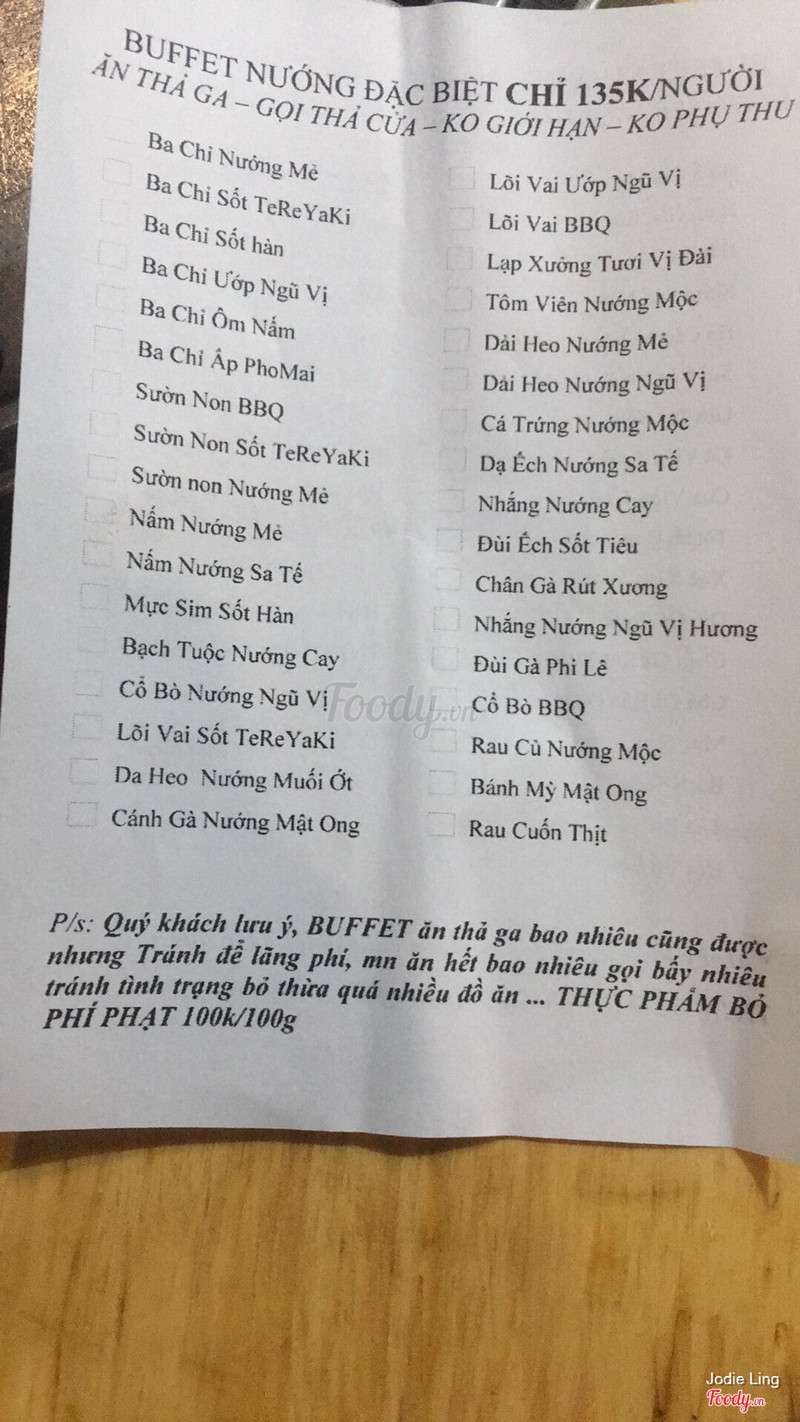 BUFFET NƯỚNG ĐẶC BIỆT CHỈ 135K/NGƯỜI
ĂN THẢ GA – GỌI THẢ CỬA – KO GIỚI HẠN – KO PHỤ THU
Ba Chỉ Nướng Mẻ
Ba Chỉ Sốt TeReYaKi
Ba Chỉ Sốt hàn
Ba Chỉ Ướp Ngũ Vị
Ba Chỉ Ôm Nấm
Ba Chỉ Ấp PhoMai
Sườn Non BBQ
Sườn Non Sốt TeReYaKi
Sườn non Nướng Mẻ
Nấm Nướng Mẻ
Nấm Nướng Sa Tế
Mực Sim Sốt Hàn
Bạch Tuộc Nướng Cay
Cổ Bò Nướng Ngũ Vị
Lõi Vai Sốt TeReYaKi
Da Heo Nướng Muối Ớt
Cánh Gà Nướng Mật Ong
Lõi Vai Ướp Ngũ Vị
Lõi Vai BBQ
Lạp Xưởng Tươi Vị Đài
Tôm Viên Nướng Mộc
Dải Heo Nướng Mẻ
Dải Heo Nướng Ngũ Vị
Cá Trứng Nướng Mộc
Dạ Ếch Nướng Sa Tế
Nhắng Nướng Cay
Đùi Ếch Sốt Tiêu
Chân Gà Rút Xương
Nhắng Nướng Ngũ Vị Hương
Đùi Gà Phi Lê
Cổ Bò BBQ
Rau Củ Nướng Mộc
Bánh Mỳ Mật Ong
Rau Cuốn Thịt
Foody.vn
P/s: Quý khách lưu ý, BUFFET ăn thả ga bao nhiêu cũng được
nhưng Tránh để lãng phí, mn ăn hết bao nhiêu gọi bấy nhiêu
tránh tình trạng bỏ thừa quá nhiều đồ ăn ... THỰC PHẨM BỎ
PHÍ PHẠT 100k/100g
Jodie Ling
Foody.vn